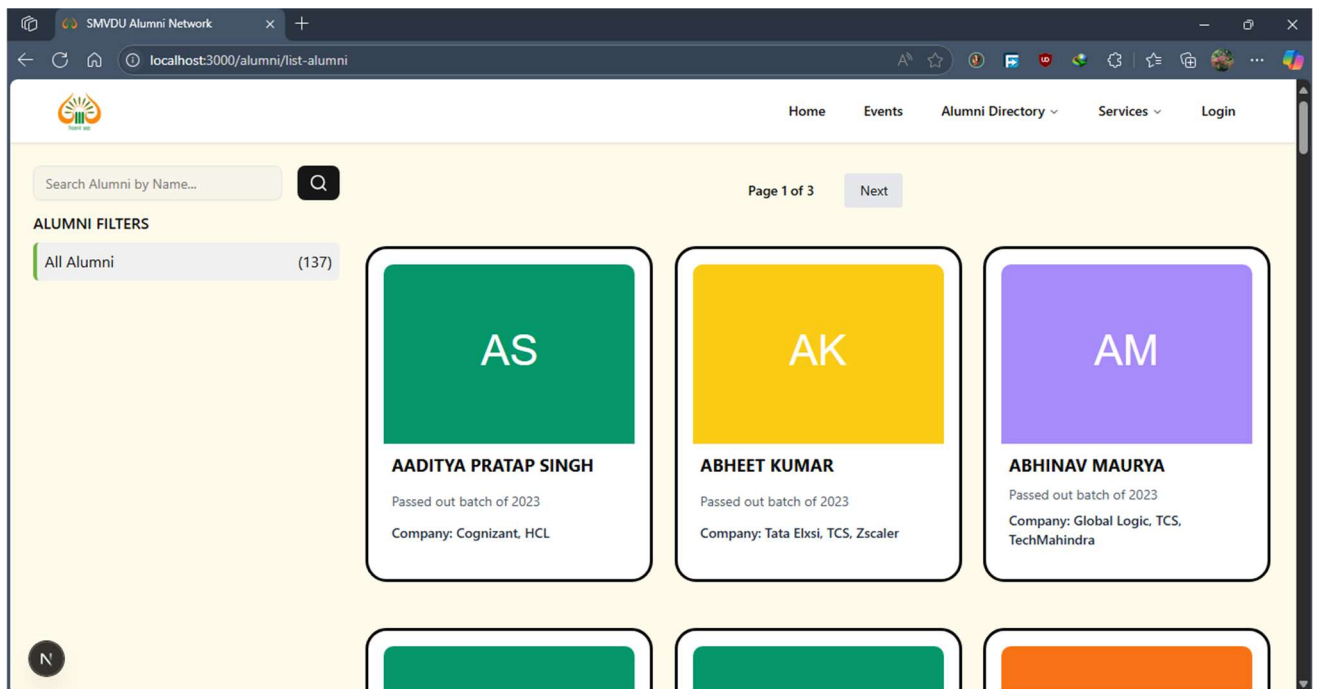 SMVDU Alumni Network
localhost:3000/alumni/list-alumni
Home Events Alumni Directory Services Login
Search Alumni by Name...
Page 1 of 3 Next
ALUMNI FILTERS
All Alumni (137)
AS
AADITYA PRATAP SINGH
Passed out batch of 2023
Company: Cognizant, HCL
AK
ABHEET KUMAR
Passed out batch of 2023
Company: Tata Elxsi, TCS, Zscaler
AM
ABHINAV MAURYA
Passed out batch of 2023
Company: Global Logic, TCS,
TechMahindra
N